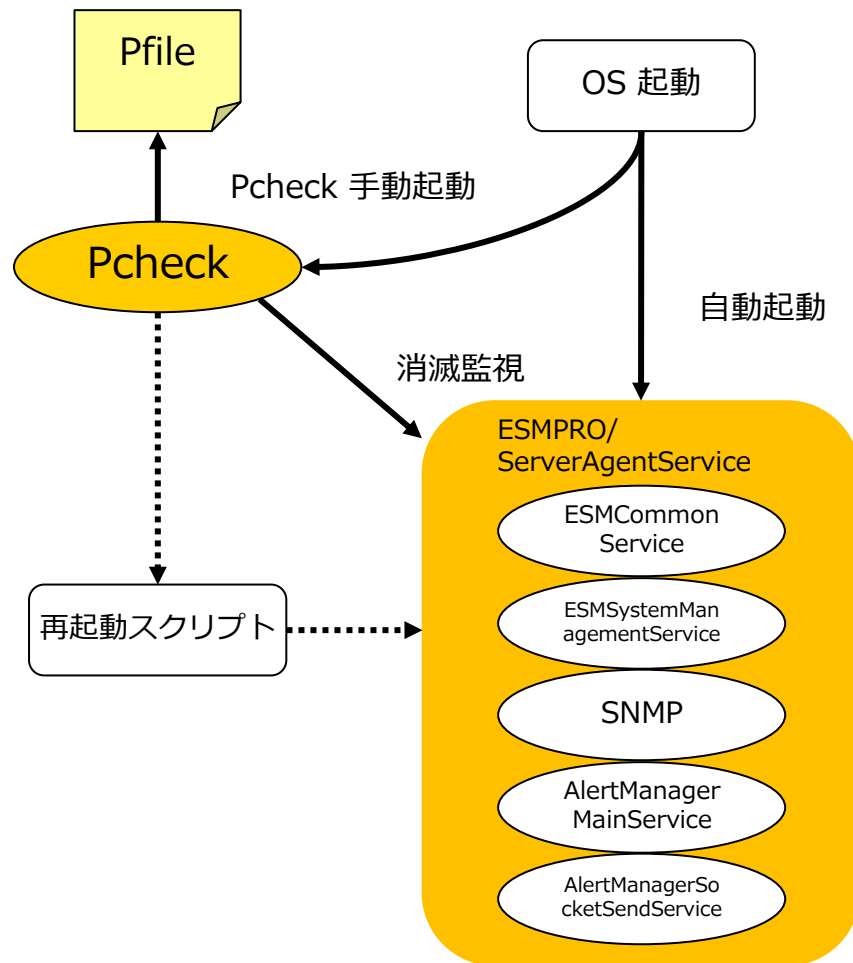 Pfile
OS 起動
Pcheck 手動起動
Pcheck
自動起動
消滅監視
ESMPRO/
ServerAgentService
ESMCommon
Service
ESMSystemMan
agementService
再起動スクリプト
SNMP
AlertManager
MainService
AlertManagerSo
cketSendService